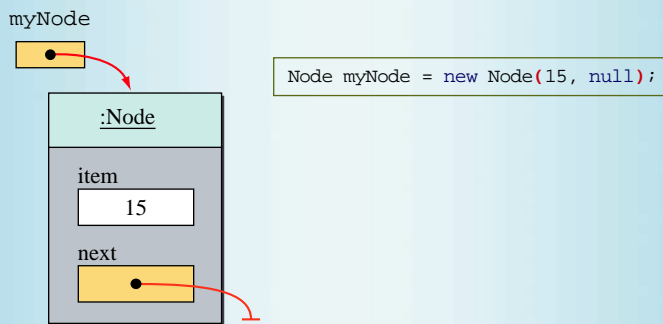 myNode
Node myNode = new Node(15, null);
:Node
item
15
next